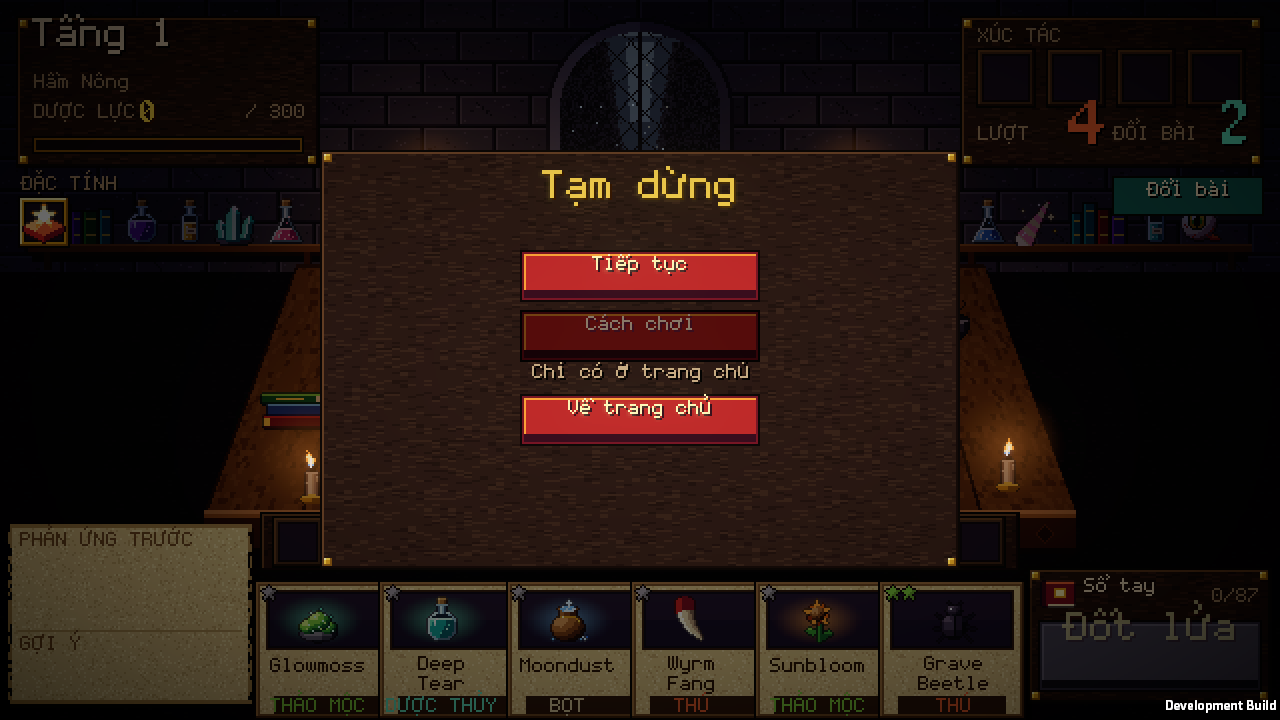 Tầng 1
Hầm Nông
DƯỢC LỰC 0 / 300
ĐẶC TÍNH
XÚC TÁC
LƯỢT 4 ĐỔI BÀI 2
Đổi bài
Tạm dừng
Tiếp tục
Cách chơi
Chỉ có ở trang chủ
Về trang chủ
PHẢN ỨNG TRƯỚC
GỢI Ý
Glowmoss
THẢO MỘC
Deep
Tear
DƯỢC THỦY
Moondust
BỘT
Wyrm
Fang
THÚ
Sunbloom
THẢO MỘC
Grave
Beetle
THÚ
Sổ tay
0/87
Đốt lửa
Development Build